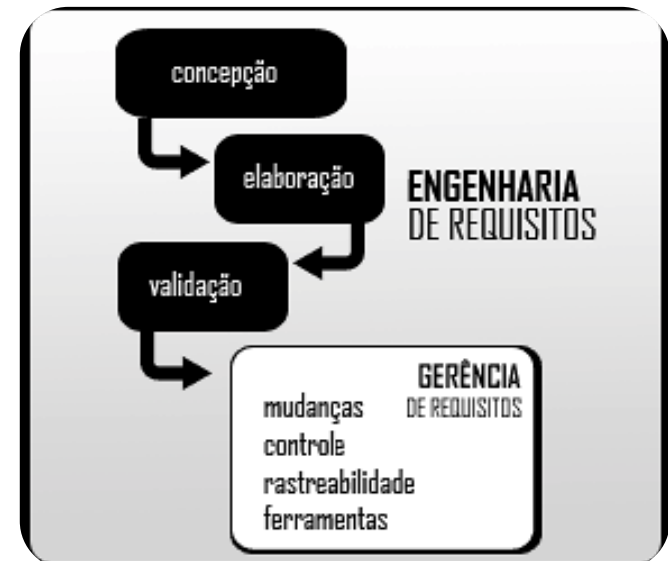 concepção
elaboração
ENGENHARIA
DE REQUISITOS
validação
GERÊNCIA
DE REQUISITOS
mudanças
controle
rastreabilidade
ferramentas